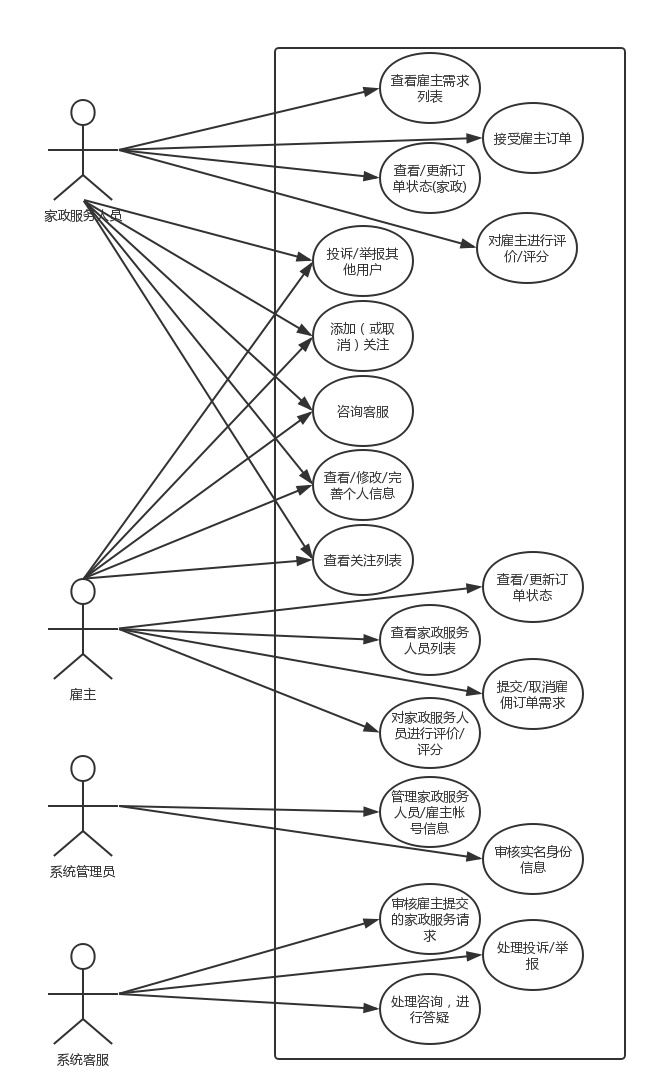 查看雇主需求
列表
接受雇主订单
查看/更新订
单状态(家政)
家政服务人员
对雇主进行评
价/评分
投诉/举报其
他用户
添加（或取
消）关注
咨询客服
查看/修改/完
善个人信息
查看关注列表
查看/更新订
单状态
查看家政服务
人员列表
雇主
提交/取消雇
佣订单需求
对家政服务人
员进行评价/
评分
管理家政服务
人员/雇主帐
号信息
系统管理员
审核实名身份
信息
审核雇主提交
的家政服务请
求
处理投诉/举
报
处理咨询，进
行答疑
系统客服